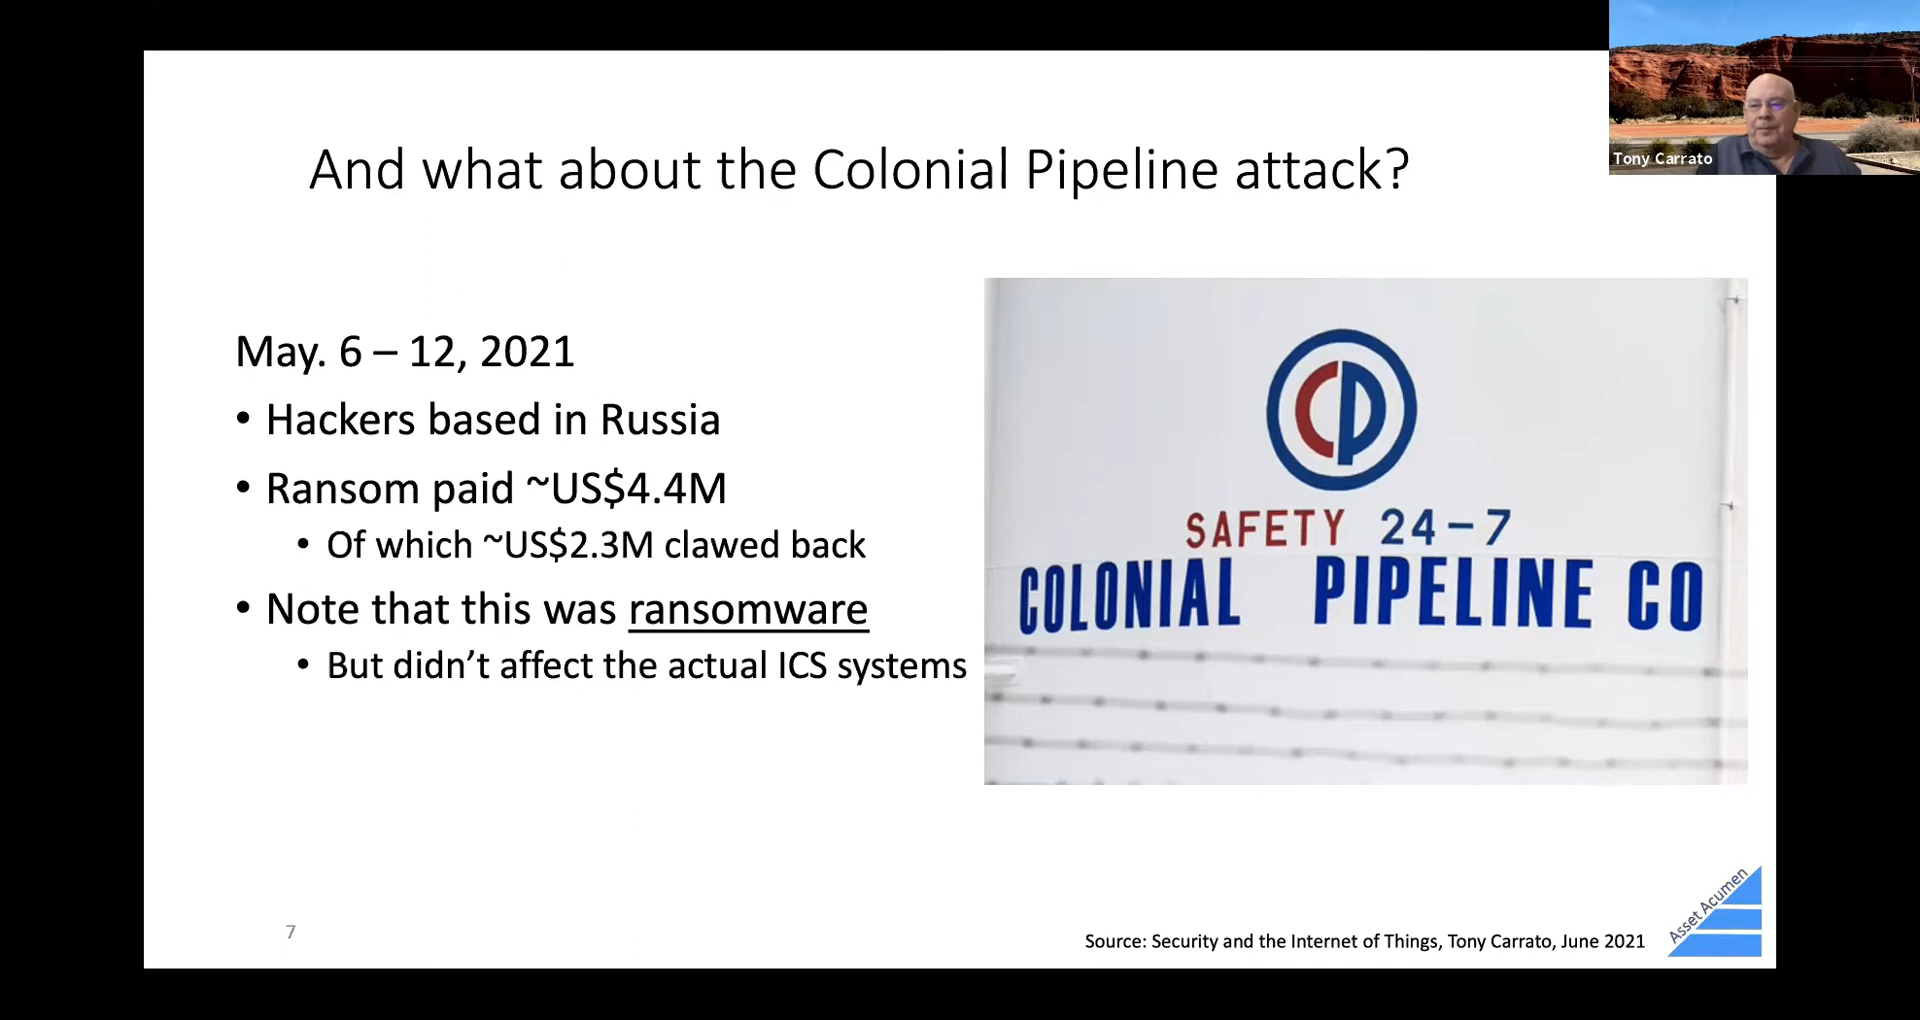 Tony Carrato
And what about the Colonial Pipeline attack?
May. 6 – 12, 2021
• Hackers based in Russia
• Ransom paid ~US$4.4M
• Of which ~US$2.3M clawed back
• Note that this was ransomware
• But didn't affect the actual ICS systems
CP
SAFETY 24-7
COLONIAL PIPELINE CO
7
Source: Security and the Internet of Things, Tony Carrato, June 2021
Asset Acumen